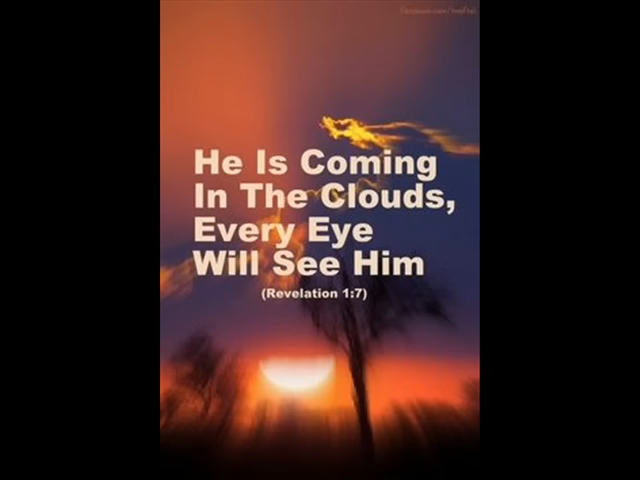 He Is Coming
In The Clouds,
Every Eye
Will See Him
(Revelation 1:7)